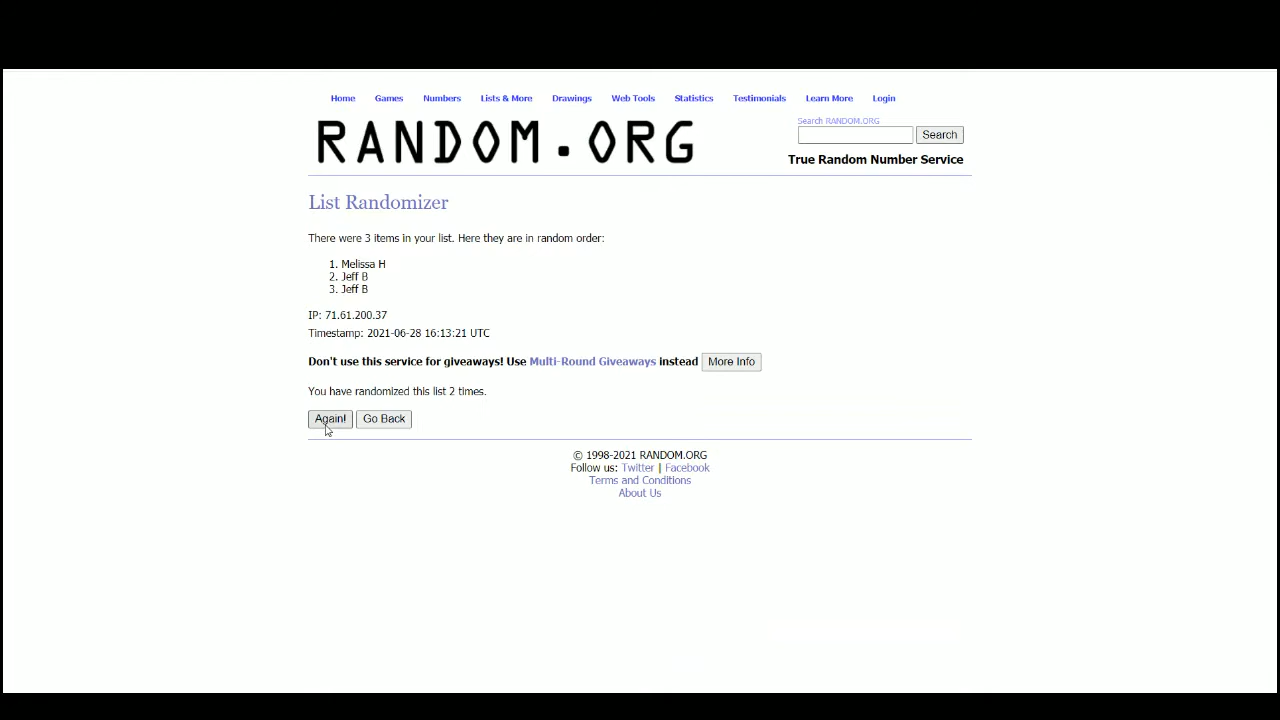 Home Games Numbers Lists & More Drawings Web Tools Statistics Testimonials Learn More Login
RANDOM.ORG
Search RANDOM.ORG
Search
True Random Number Service
List Randomizer
There were 3 items in your list. Here they are in random order:
1. Melissa H
2. Jeff B
3. Jeff B
IP: 71.61.200.37
Timestamp: 2021-06-28 16:13:21 UTC
Don't use this service for giveaways! Use Multi-Round Giveaways instead More Info
You have randomized this list 2 times.
Again! Go Back
© 1998-2021 RANDOM.ORG
Follow us: Twitter | Facebook
Terms and Conditions
About Us